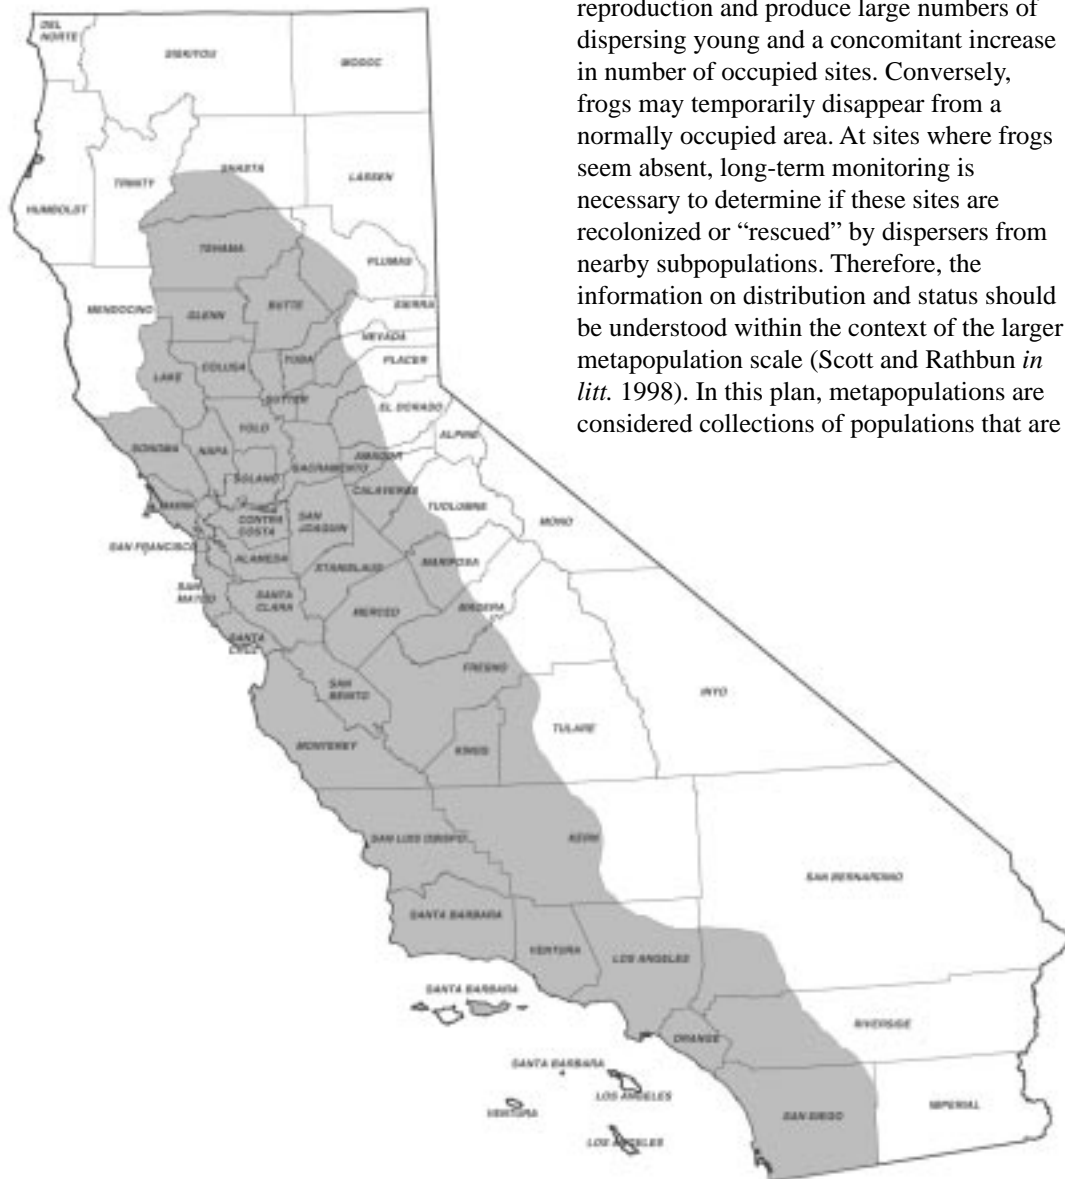 reproduction and produce large numbers of
dispersing young and a concomitant increase
in number of occupied sites. Conversely,
frogs may temporarily disappear from a
normally occupied area. At sites where frogs
seem absent, long-term monitoring is
necessary to determine if these sites are
recolonized or “rescued” by dispersers from
nearby subpopulations. Therefore, the
information on distribution and status should
be understood within the context of the larger
metapopulation scale (Scott and Rathbun in
litt. 1998). In this plan, metapopulations are
considered collections of populations that are
DEL
NORTE
SISKIYOU
MODOC
SHASTA
LASSEN
TRINITY
HUMBOLDT
TEHAMA
PLUMAS
MENDOCINO
GLENN
BUTTE
SIERRA
NEVADA
COLUSA
YUBA
PLACER
LAKE
SUTTER
EL DORADO
YOLO
ALPINE
SONOMA
NAPA
AMADOR
SACRAMENTO
SOLANO
CALAVERAS
TUOLUMNE
MARIN
CONTRA
COSTA
SAN
JOAQUIN
MONO
SAN FRANCISCO
ALAMEDA
STANISLAUS
MARIPOSA
SAN
MATEO
SANTA
CLARA
MERCED
MADERA
SANTA
CRUZ
FRESNO
SAN
BENITO
INYO
TULARE
MONTEREY
KINGS
SAN LUIS OBISPO
KERN
SAN BERNARDINO
SANTA BARBARA
VENTURA
LOS ANGELES
SANTA BARBARA
RIVERSIDE
ORANGE
SANTA BARBARA
LOS ANGELES
VENTURA
SAN DIEGO
IMPERIAL
LOS ANGELES